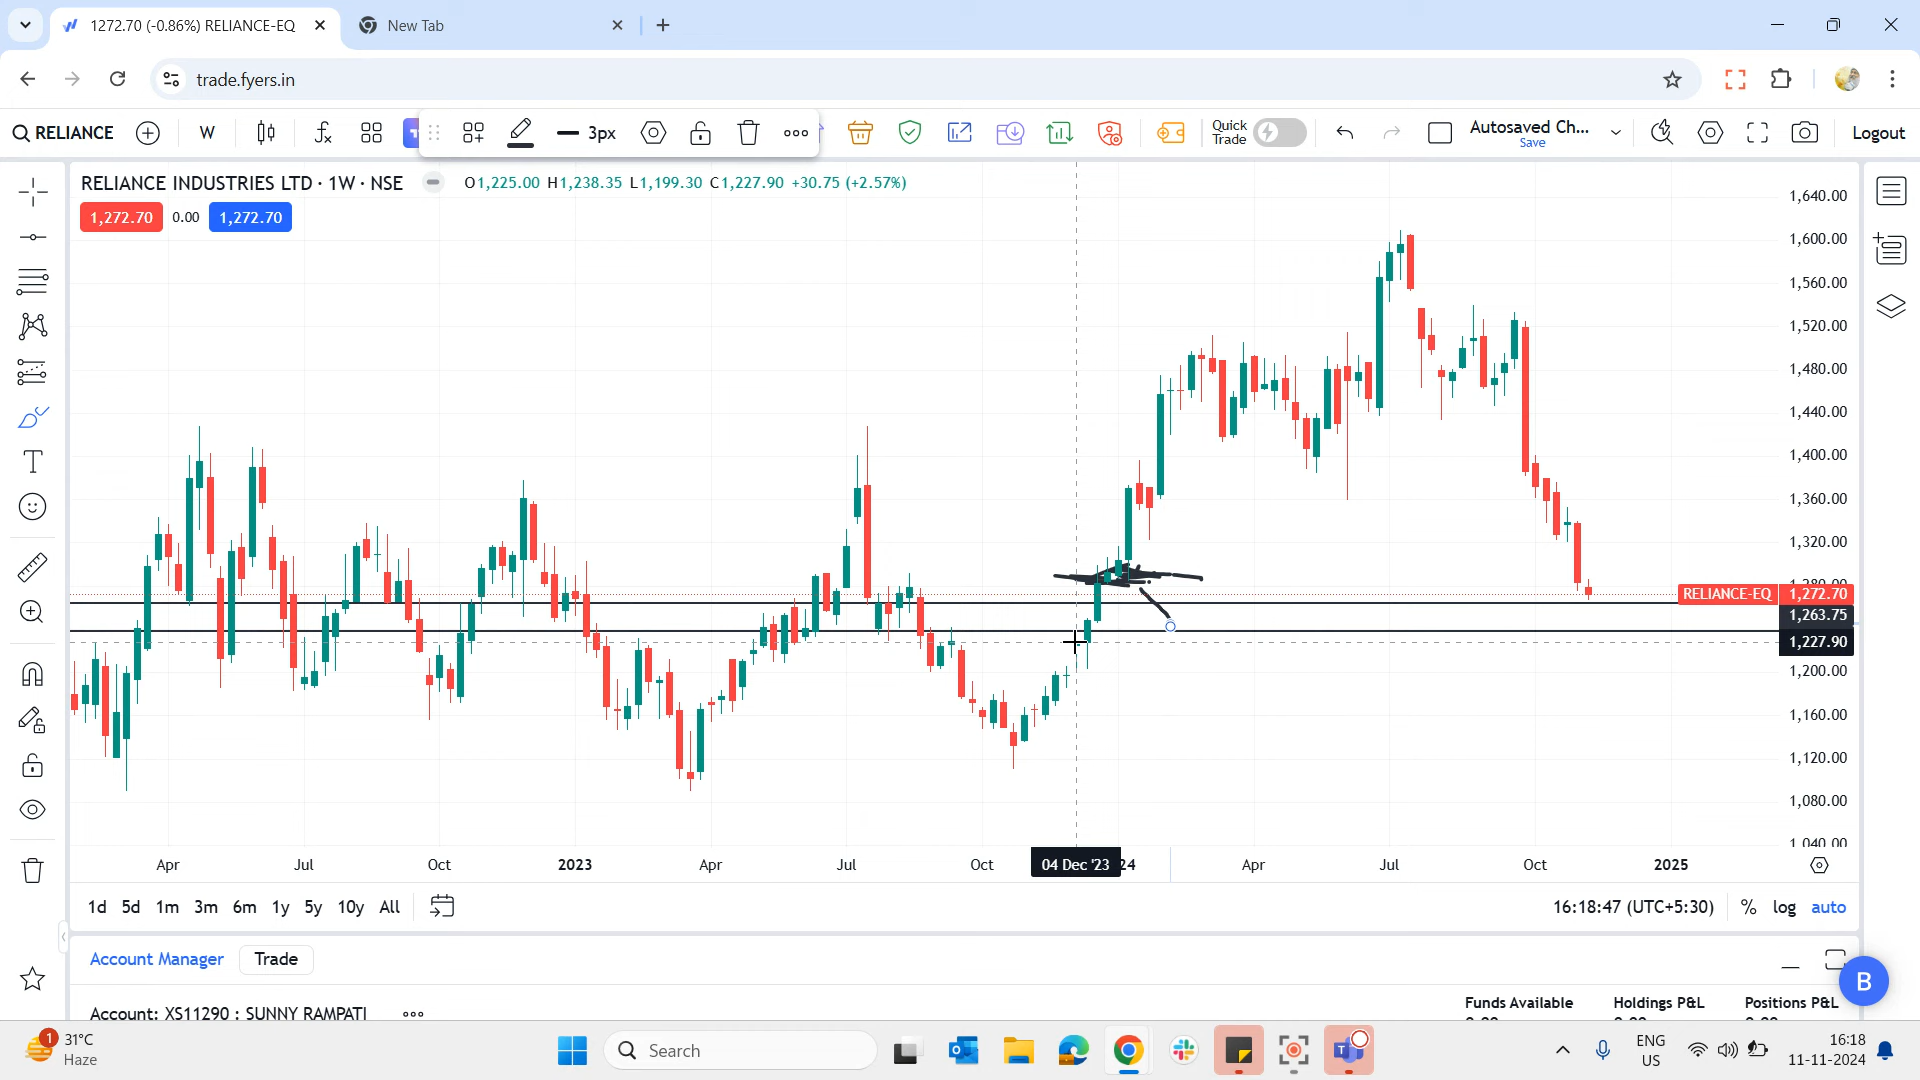 1272.70 (-0.86%) RELIANCE-EQ
New Tab
trade.fyers.in
RELIANCE
W
3px
Quick Trade
Autosaved Ch...
Save
Logout
RELIANCE INDUSTRIES LTD · 1W · NSE
O1,225.00 H1,238.35 L1,199.30 C1,227.90 +30.75 (+2.57%)
1,272.70 0.00 1,272.70
1,640.00
1,600.00
1,560.00
1,520.00
1,480.00
1,440.00
1,400.00
1,360.00
1,320.00
1,280.00
RELIANCE-EQ 1,272.70
1,263.75
1,227.90
1,200.00
1,160.00
1,120.00
1,080.00
1,040.00
Apr Jul Oct 2023 Apr Jul Oct 04 Dec '23 24 Apr Jul Oct 2025
1d 5d 1m 3m 6m 1y 5y 10y All
16:18:47 (UTC+5:30) % log auto
Account Manager Trade
B
Account: XS11290 : SUNNY RAMPATI
Funds Available Holdings P&L Positions P&L
1
31°C
Haze
Search
ENG
US
16:18
11-11-2024